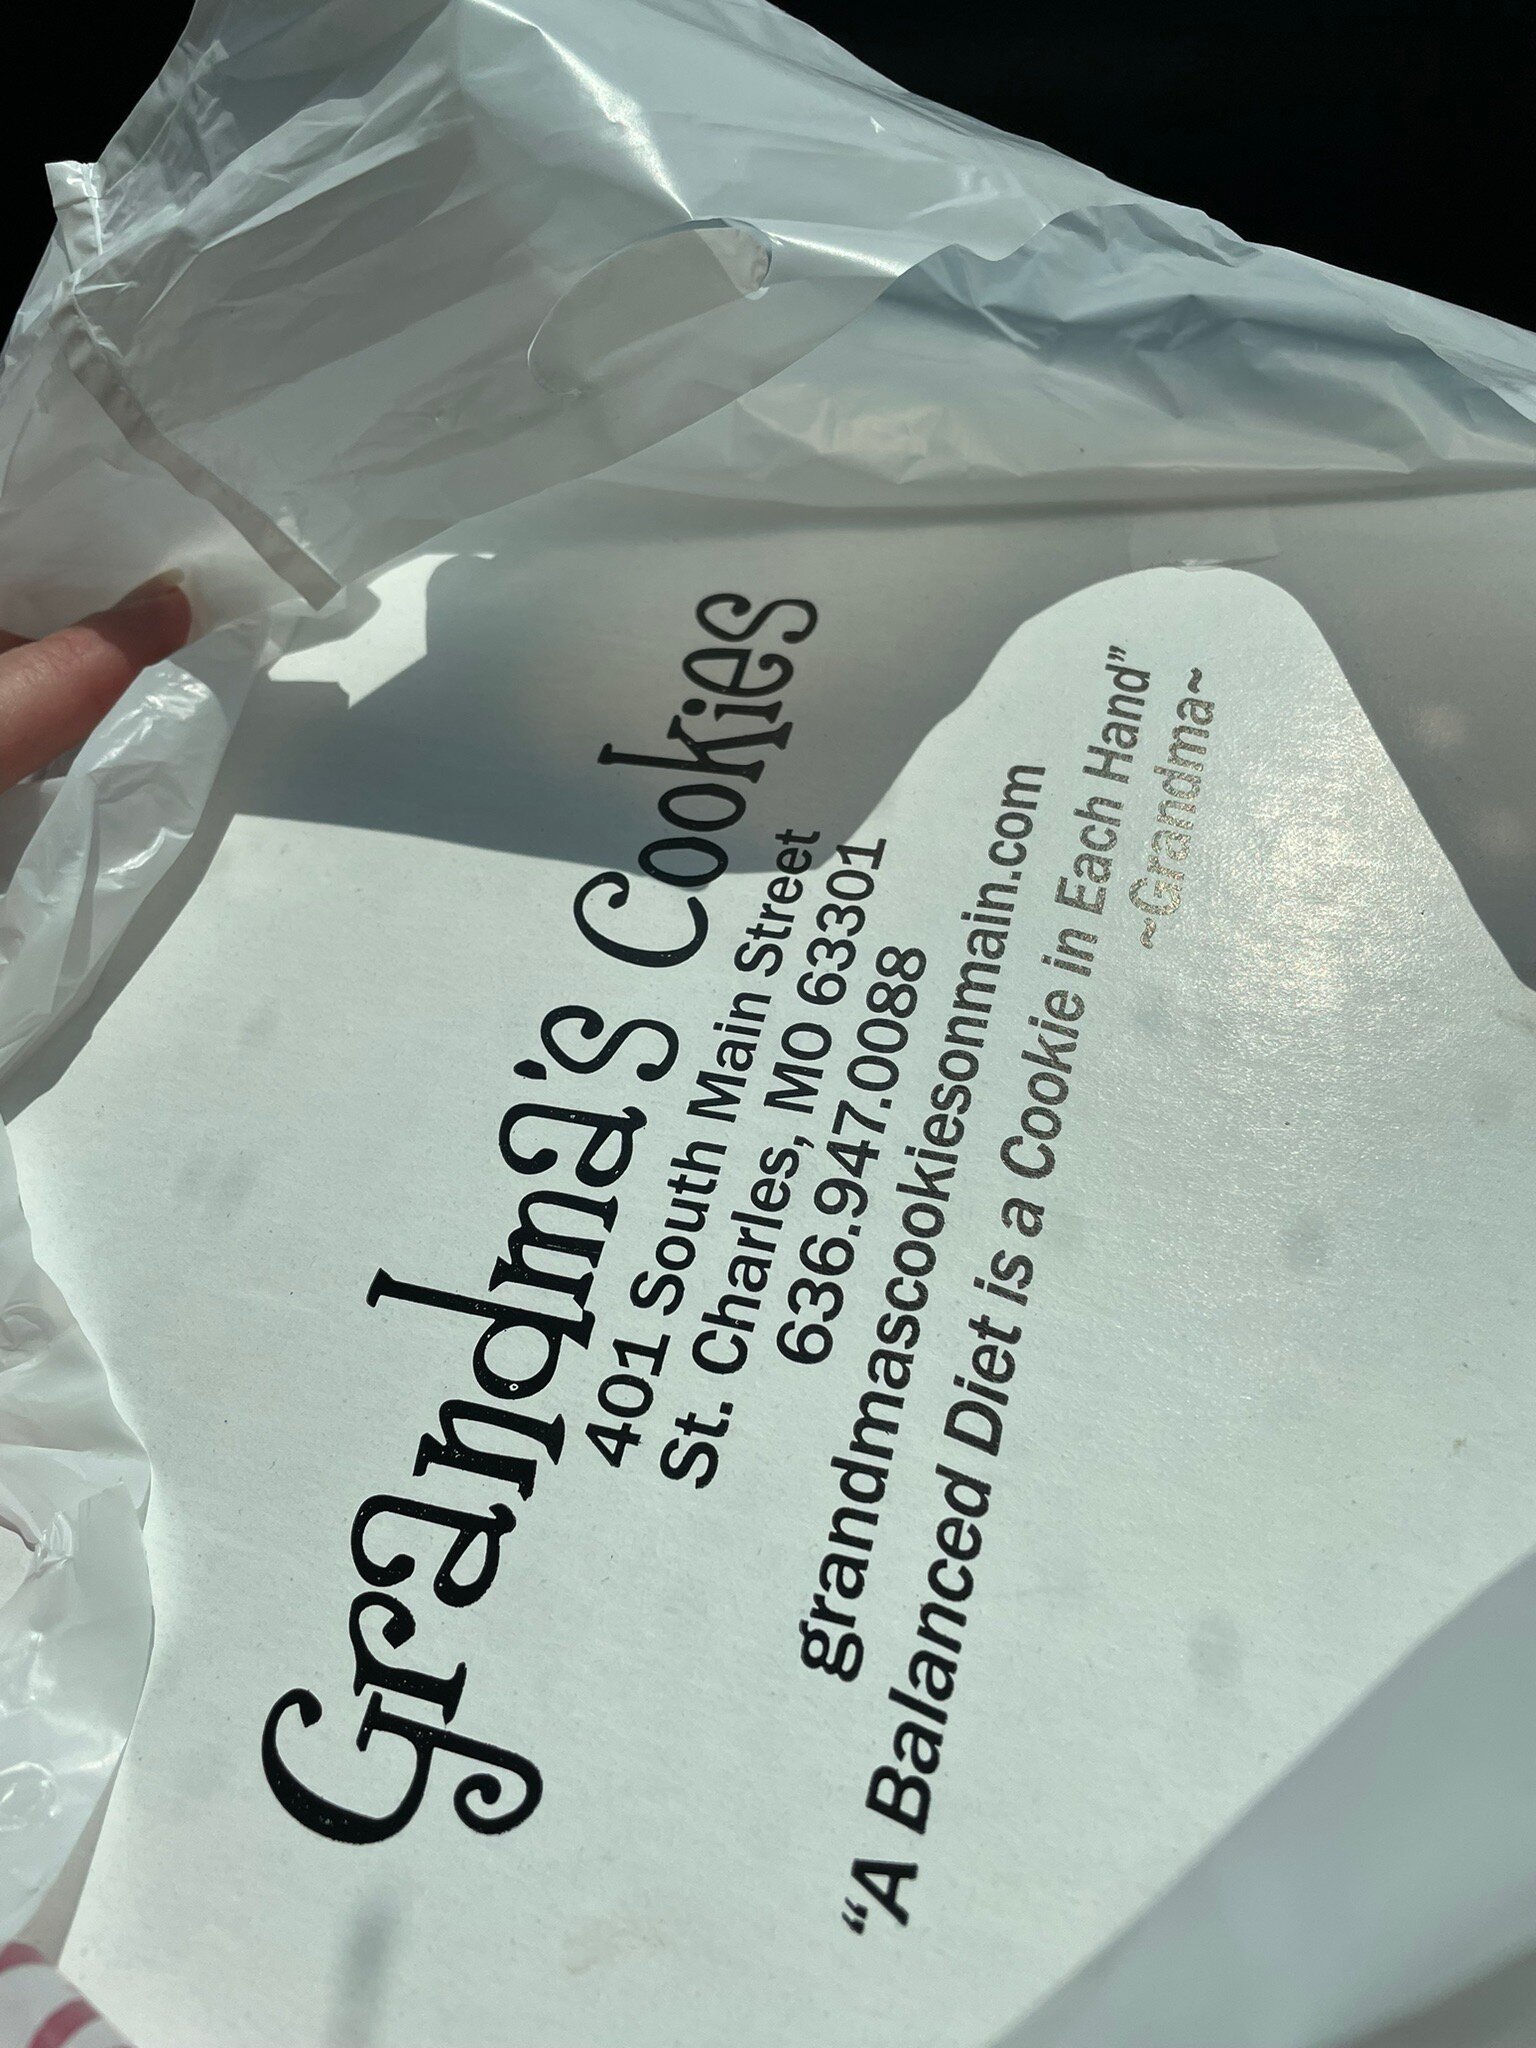 Grandma's Cookies
401 South Main Street
St. Charles, MO 63301
636.947.0088
grandmascookiesonmain.com
“A Balanced Diet is a Cookie in Each Hand”
~Grandma~